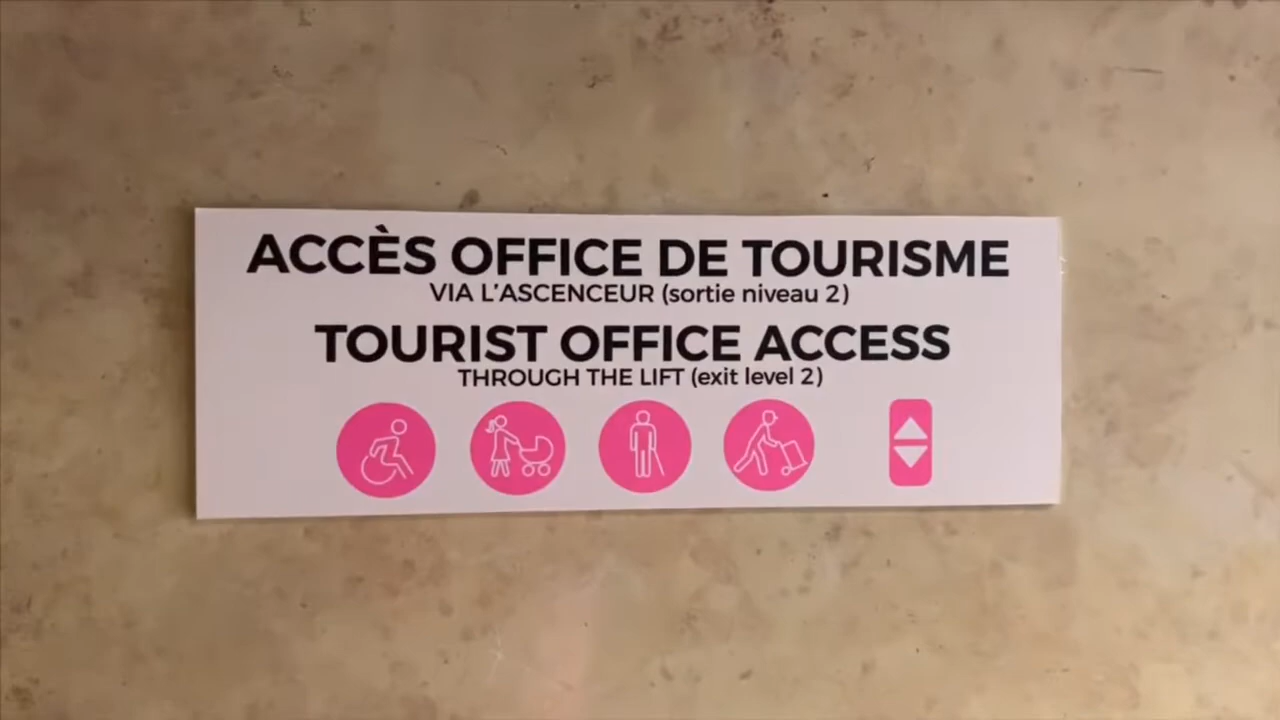 ACCÈS OFFICE DE TOURISME
VIA L'ASCENCEUR (sortie niveau 2)
TOURIST OFFICE ACCESS
THROUGH THE LIFT (exit level 2)